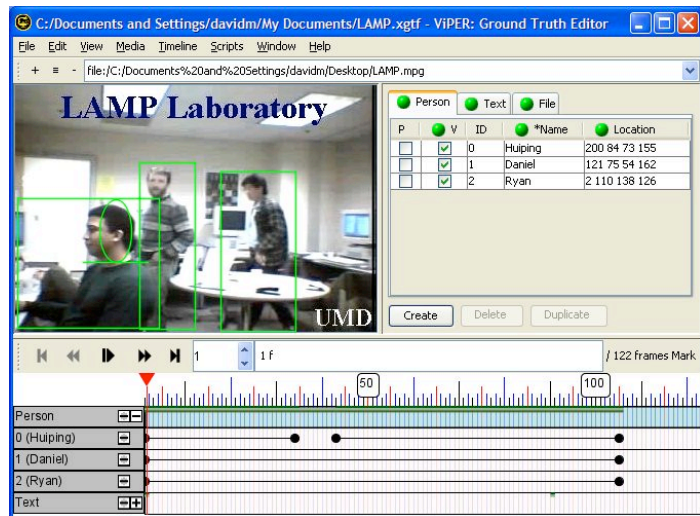 C:/Documents and Settings/davidm/My Documents/LAMP.xgtf - ViPER: Ground Truth Editor
File Edit View Media Timeline Scripts Window Help
+ = - file:/C:/Documents%20and%20Settings/davidm/Desktop/LAMP.mpg
LAMP Laboratory
UMD
Person Text File
P V ID *Name Location
0 Huiping 200 84 73 155
1 Daniel 121 75 54 162
2 Ryan 2 110 138 126
Create Delete Duplicate
1 1 f / 122 frames Mark
50 100
Person
0 (Huiping)
1 (Daniel)
2 (Ryan)
Text